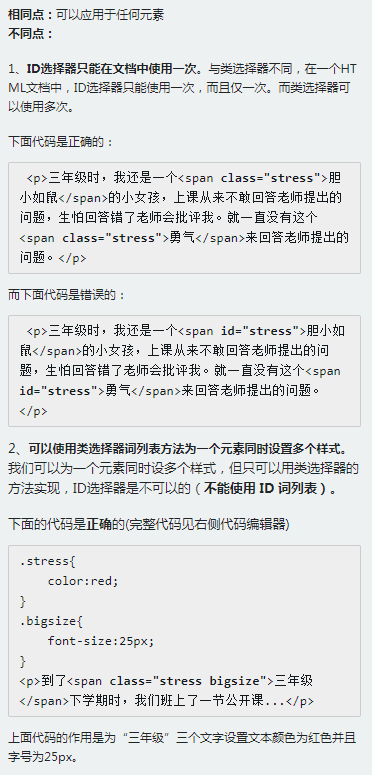 相同点：可以应用于任何元素
不同点：
1、ID选择器只能在文档中使用一次。与类选择器不同，在一个HT
ML文档中，ID选择器只能使用一次，而且仅一次。而类选择器可
以使用多次。
下面代码是正确的：
<p>三年级时，我还是一个<span class="stress">胆
小如鼠</span>的小女孩，上课从来不敢回答老师提出的
问题，生怕回答错了老师会批评我。就一直没有这个
<span class="stress">勇气</span>来回答老师提出的
问题。</p>
而下面代码是错误的：
<p>三年级时，我还是一个<span id="stress">胆小如
鼠</span>的小女孩，上课从来不敢回答老师提出的问
题，生怕回答错了老师会批评我。就一直没有这个<span
id="stress">勇气</span>来回答老师提出的问题。
</p>
2、可以使用类选择器词列表方法为一个元素同时设置多个样式。
我们可以为一个元素同时设多个样式，但只可以用类选择器的
方法实现，ID选择器是不可以的（不能使用 ID 词列表）。
下面的代码是正确的(完整代码见右侧代码编辑器)
.stress{
    color:red;
}
.bigsize{
    font-size:25px;
}
<p>到了<span class="stress bigsize">三年级
</span>下学期时，我们班上了一节公开课...</p>
上面代码的作用是为“三年级”三个文字设置文本颜色为红色并且
字号为25px。